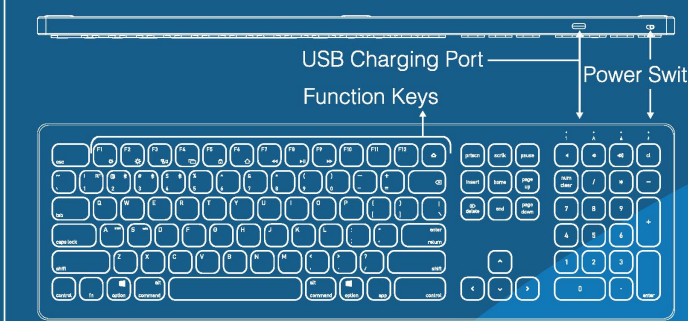 USB Charging Port
Power Swit
Function Keys
esc F1 F2 F3 F4 F5 F6 F7 F8 F9 F10 F11 F12 prtscn scrlk pause
insert home page up num clear / * -
tab Q W E R T Y U I O P delete end page down 7 8 9 +
caps lock A S D F G H J K L enter return 4 5 6
shift Z X C V B N M shift 1 2 3
control fn option alt command alt command option app control 0 . enter